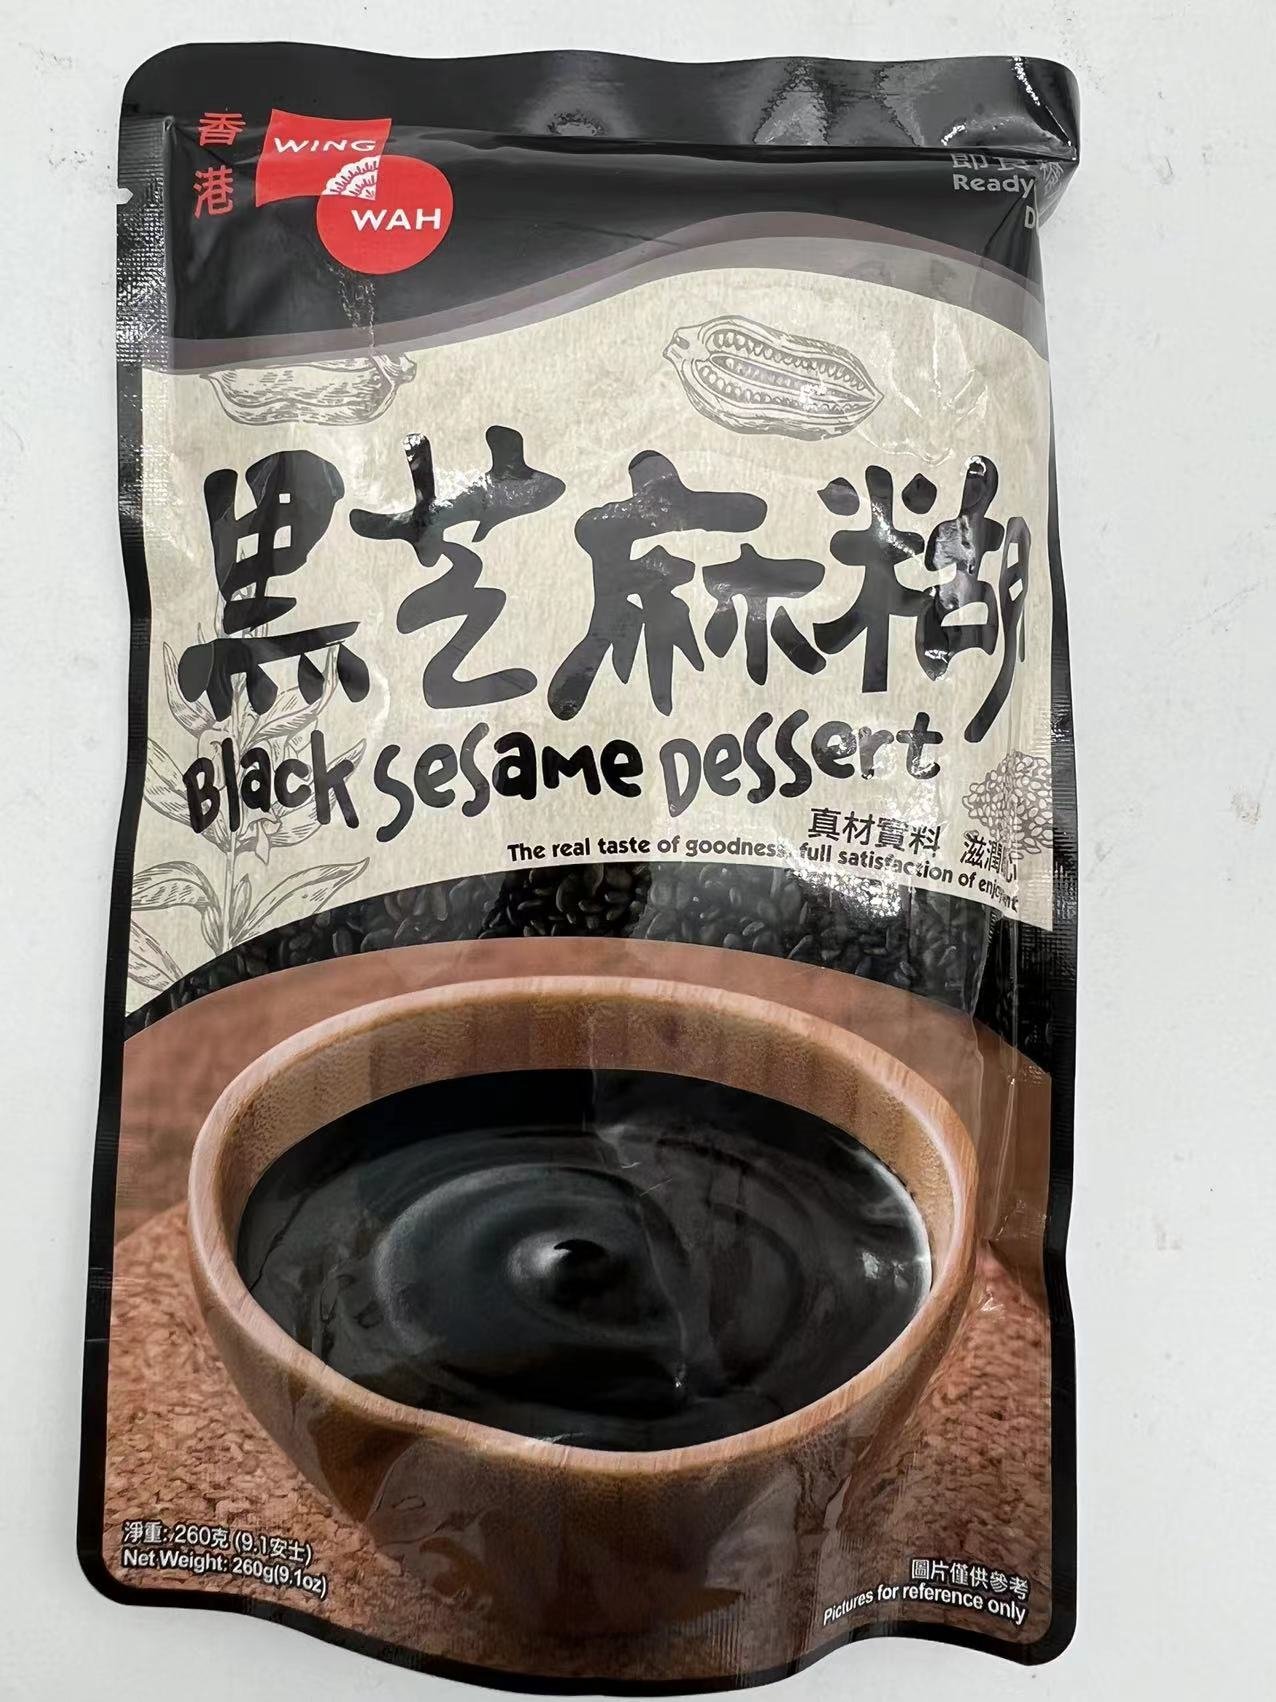 香港
WING
WAH
Ready
黑芝麻糊
Black Sesame Dessert
真材實料
The real taste of goodness, full satisfaction of
淨重: 260克 (9.1安士)
Net Weight: 260g(9.1oz)
圖片僅供參考
Pictures for reference only